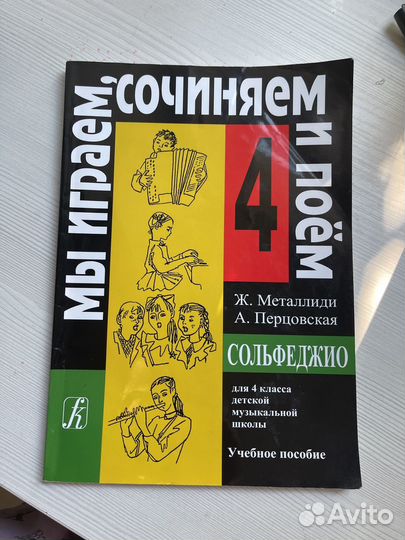 мы играем,
сочиняем
и поём
4
Ж. Металлиди
А. Перцовская
СОЛЬФЕДЖИО
для 4 класса
детской
музыкальной
школы
Учебное пособие
Avito